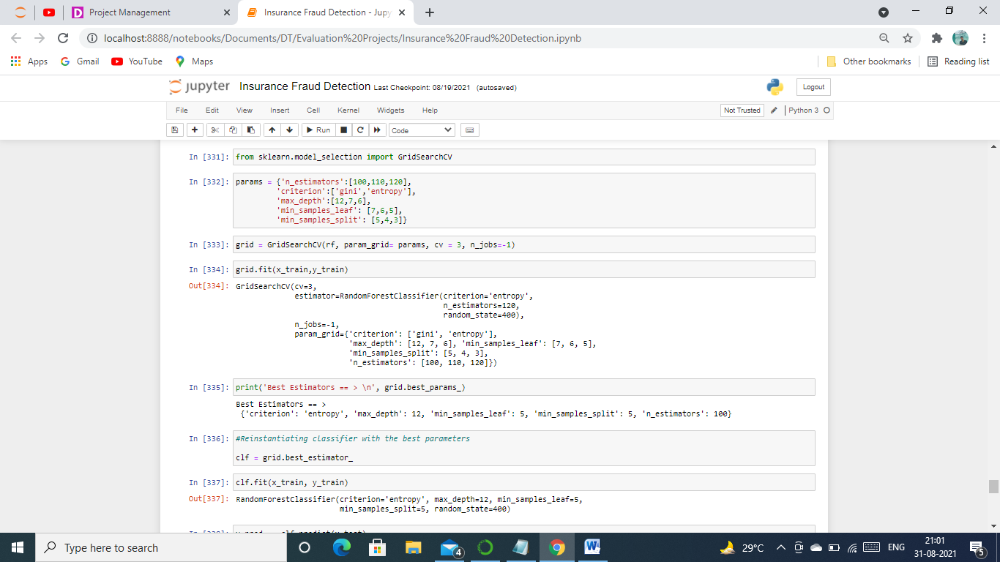 Project Management
Insurance Fraud Detection - Jupy
localhost:8888/notebooks/Documents/DT/Evaluation%20Projects/Insurance%20Fraud%20Detection.ipynb
Apps Gmail YouTube Maps Other bookmarks Reading list
jupyter Insurance Fraud Detection Last Checkpoint: 08/19/2021 (autosaved) Logout
File Edit View Insert Cell Kernel Widgets Help Not Trusted Python 3
Run Code
In [331]: from sklearn.model_selection import GridSearchCV
In [332]: params = {'n_estimators':[100,110,120],
'criterion':['gini','entropy'],
'max_depth':[12,7,6],
'min_samples_leaf': [7,6,5],
'min_samples_split': [5,4,3]}
In [333]: grid = GridSearchCV(rf, param_grid= params, cv = 3, n_jobs=-1)
In [334]: grid.fit(x_train,y_train)
Out[334]: GridSearchCV(cv=3,
estimator=RandomForestClassifier(criterion='entropy',
n_estimators=120,
random_state=400),
n_jobs=-1,
param_grid={'criterion': ['gini', 'entropy'],
'max_depth': [12, 7, 6], 'min_samples_leaf': [7, 6, 5],
'min_samples_split': [5, 4, 3],
'n_estimators': [100, 110, 120]})
In [335]: print('Best Estimators == > \n', grid.best_params_)
Best Estimators == >
{'criterion': 'entropy', 'max_depth': 12, 'min_samples_leaf': 5, 'min_samples_split': 5, 'n_estimators': 100}
In [336]: #Reinstantiating classifier with the best parameters
clf = grid.best_estimator_
In [337]: clf.fit(x_train, y_train)
Out[337]: RandomForestClassifier(criterion='entropy', max_depth=12, min_samples_leaf=5,
min_samples_split=5, random_state=400)
Type here to search
4
29°C ENG 21:01
31-08-2021
5